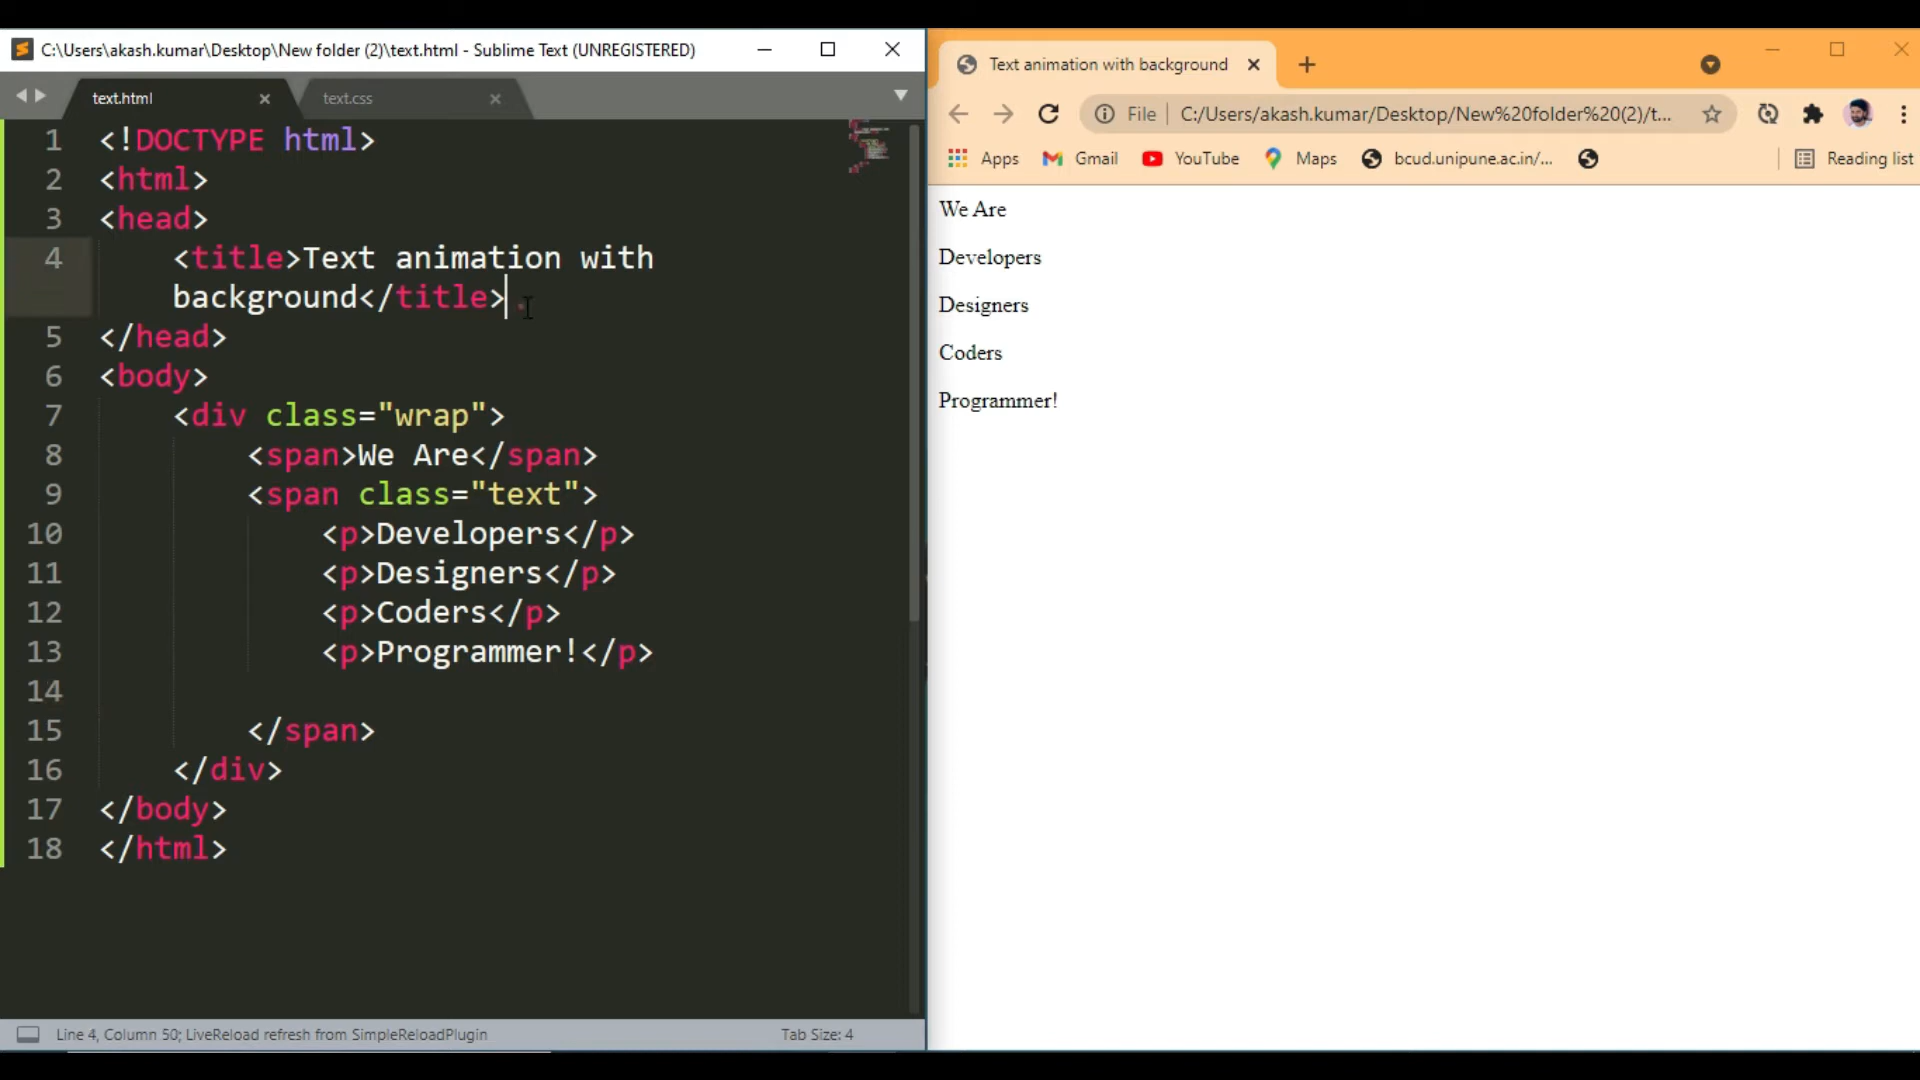 C:\Users\akash.kumar\Desktop\New folder (2)\text.html - Sublime Text (UNREGISTERED)
text.html
text.css
1 <!DOCTYPE html>
2 <html>
3 <head>
4 <title>Text animation with
background</title>
5 </head>
6 <body>
7 <div class="wrap">
8 <span>We Are</span>
9 <span class="text">
10 <p>Developers</p>
11 <p>Designers</p>
12 <p>Coders</p>
13 <p>Programmer!</p>
14
15 </span>
16 </div>
17 </body>
18 </html>
Line 4, Column 50; LiveReload refresh from SimpleReloadPlugin
Tab Size: 4
Text animation with background
File
C:/Users/akash.kumar/Desktop/New%20folder%20(2)/t...
Apps
Gmail
YouTube
Maps
bcud.unipune.ac.in/...
Reading list
We Are
Developers
Designers
Coders
Programmer!